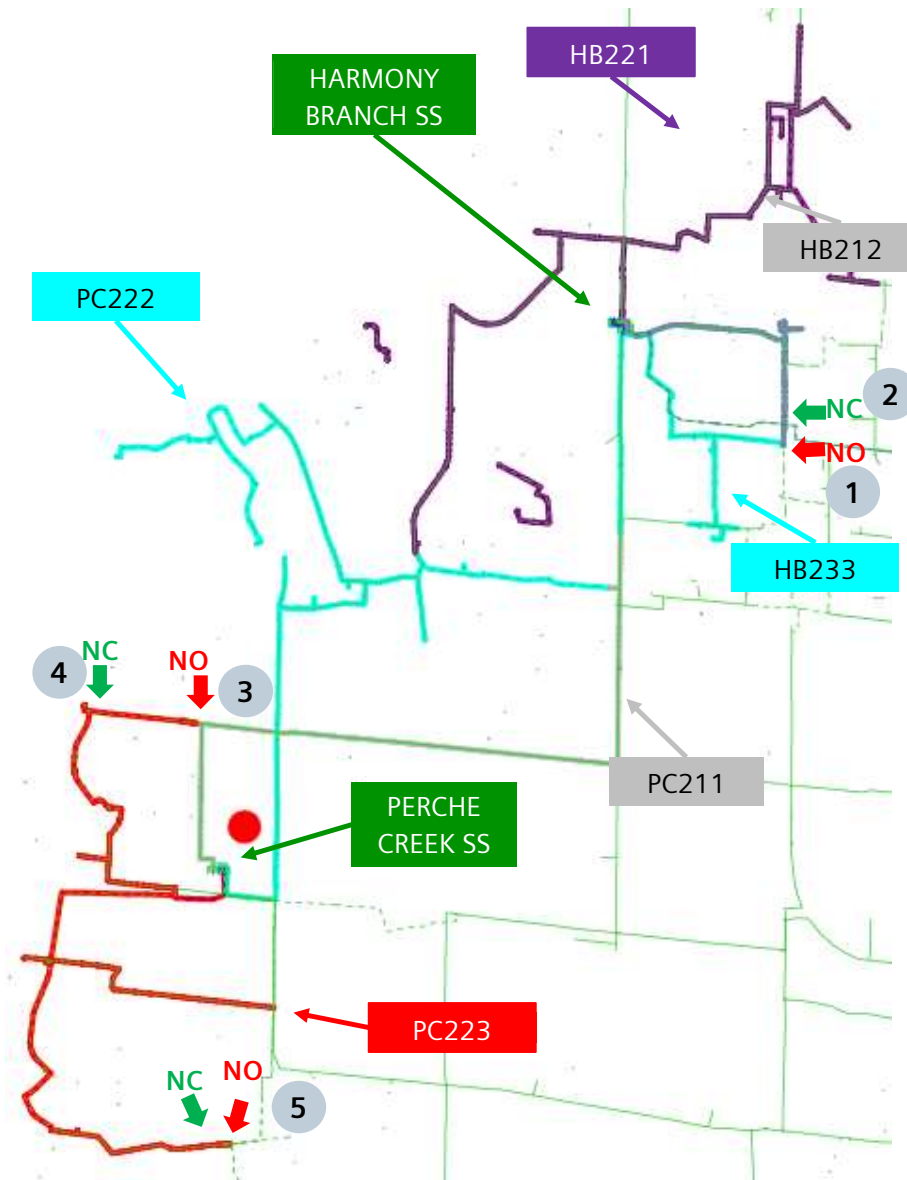 HB221
HARMONY
BRANCH SS
HB212
PC222
2
NC
NO
1
HB233
4
NC
NO
3
PC211
PERCHE
CREEK SS
PC223
NC
NO
5